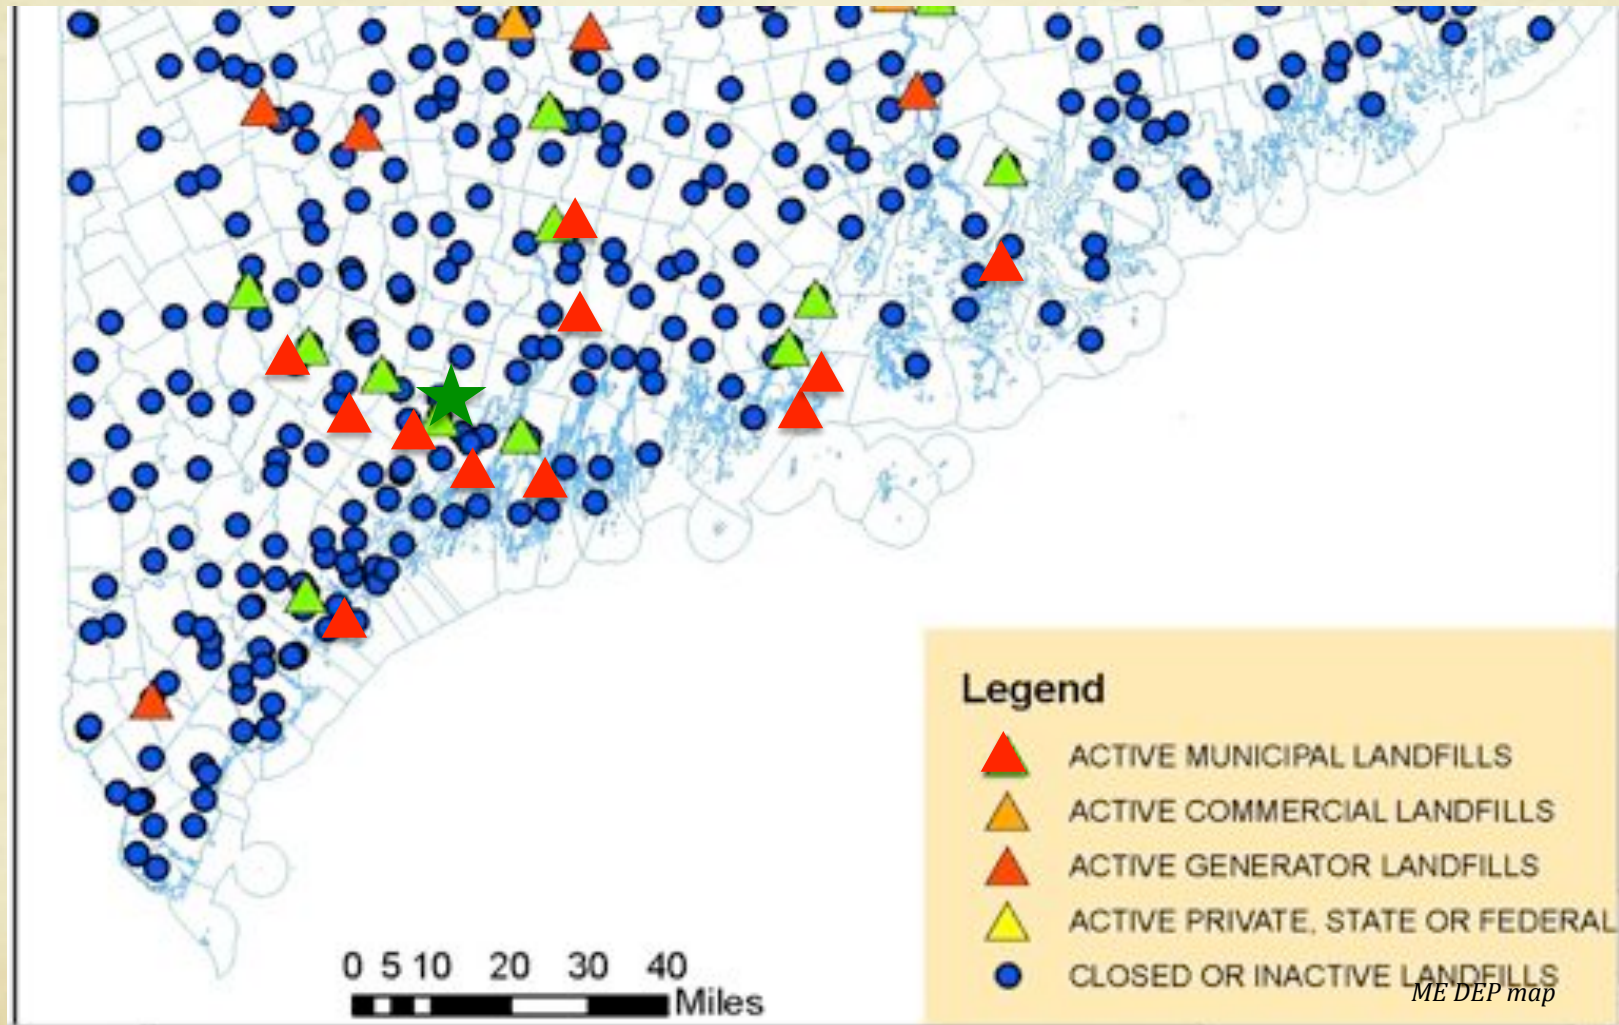 Legend
ACTIVE MUNICIPAL LANDFILLS
ACTIVE COMMERCIAL LANDFILLS
ACTIVE GENERATOR LANDFILLS
ACTIVE PRIVATE, STATE OR FEDERAL
CLOSED OR INACTIVE LANDFILLS
ME DEP map
0 5 10 20 30 40
Miles